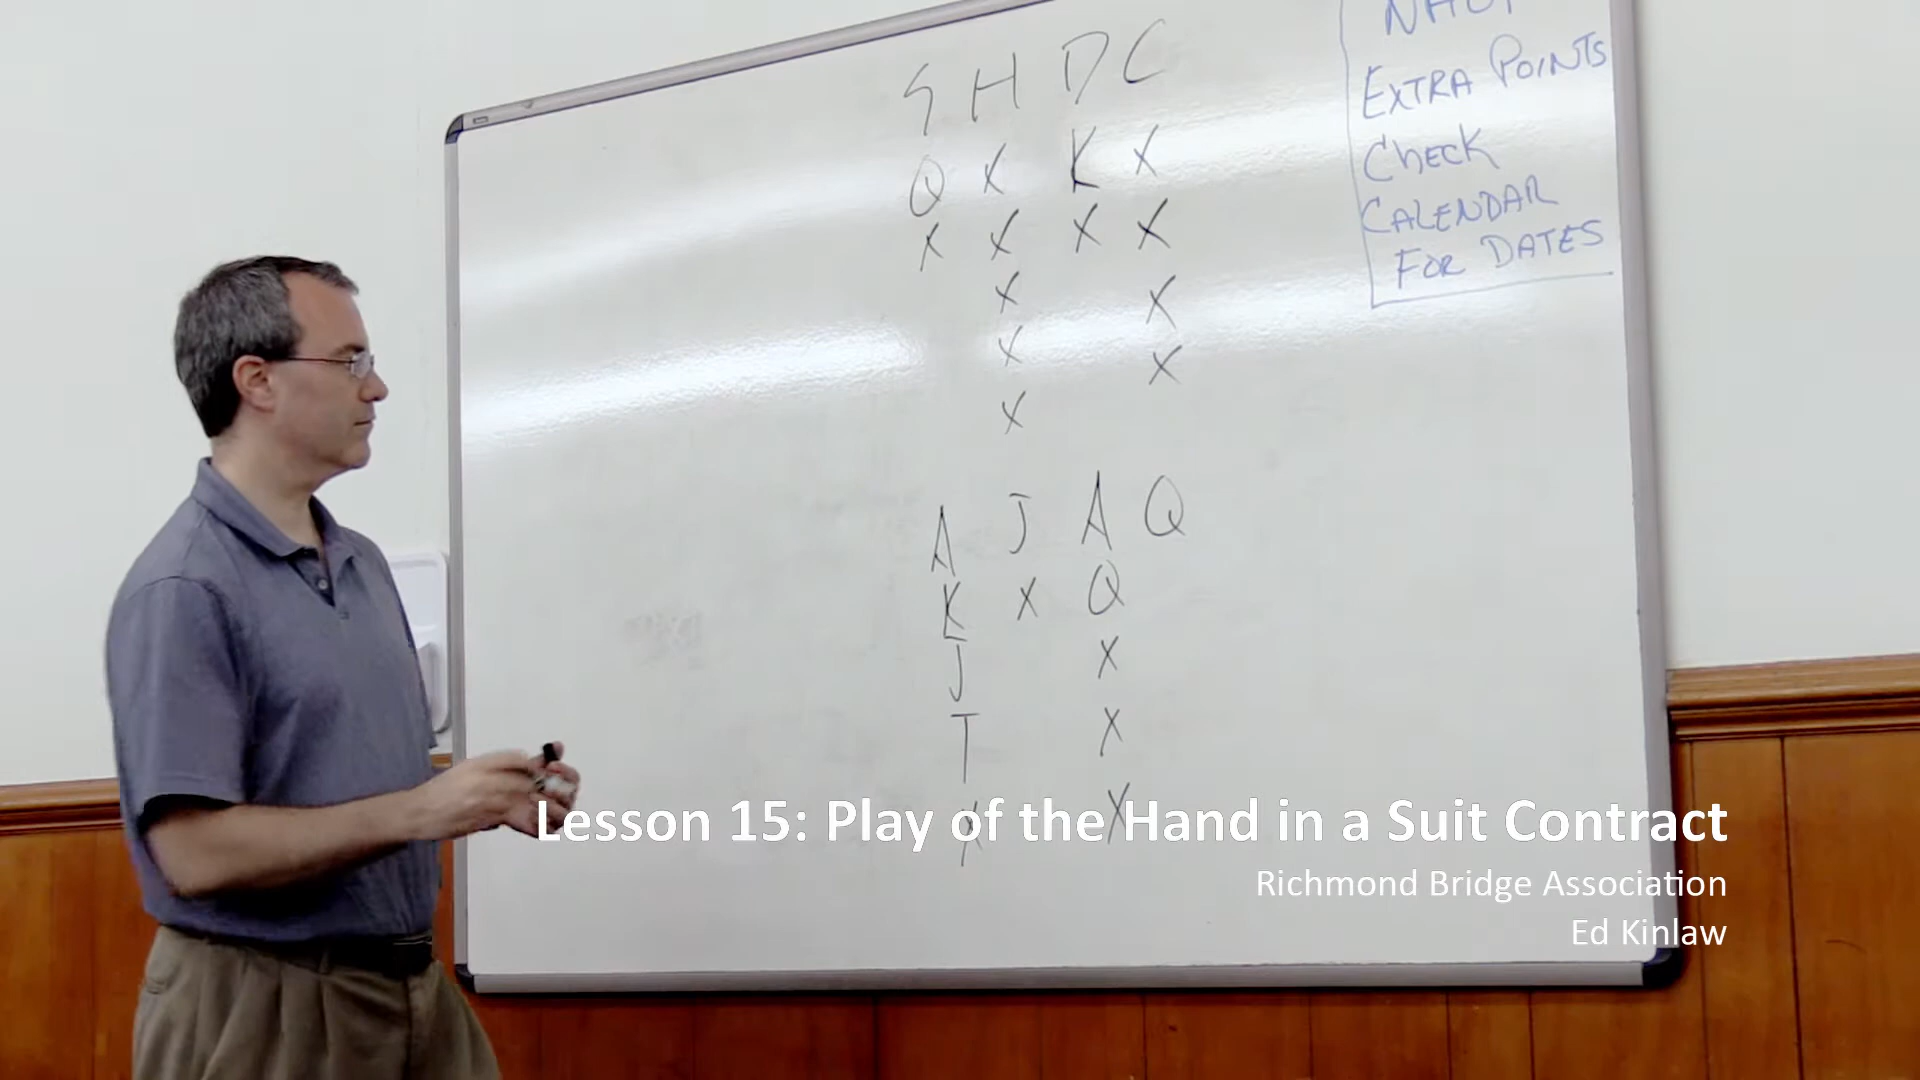 S H D C
Q X K X
X X X X
X X
X X
X
A J A Q
K X Q
J X
T X
X X
EXTRA POINTS
CHECK
CALENDAR
FOR DATES
Lesson 15: Play of the Hand in a Suit Contract
Richmond Bridge Association
Ed Kinlaw